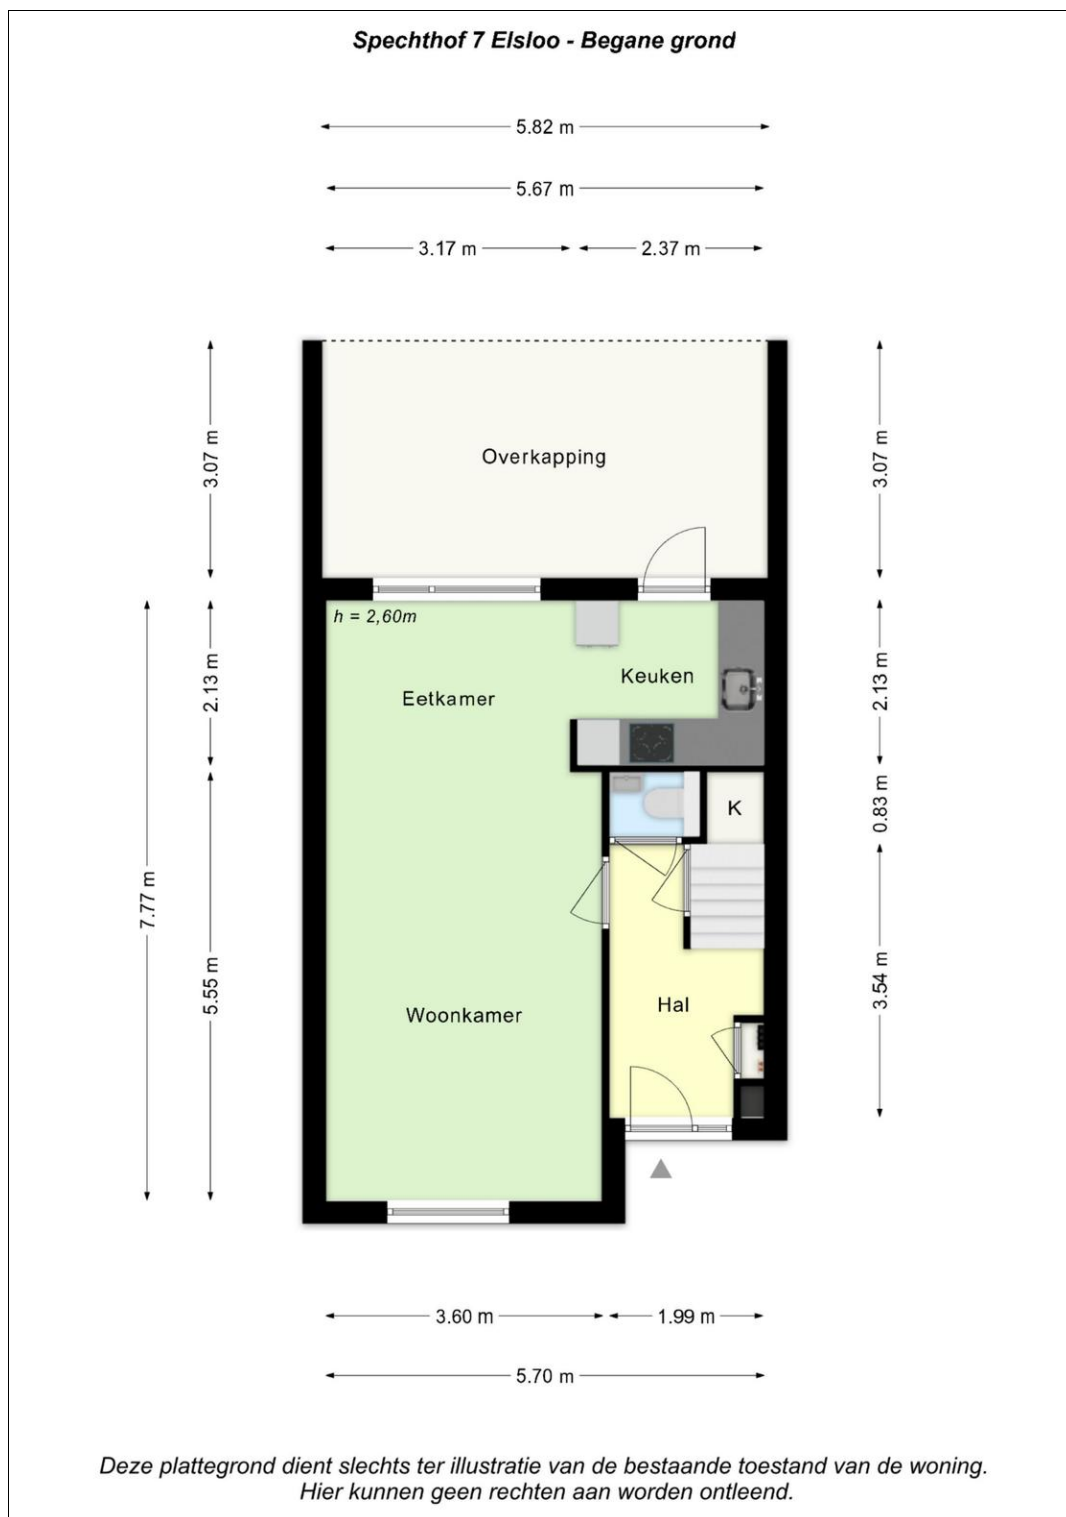 Spechthof 7 Elsloo - Begane grond
5.82 m
5.67 m
3.17 m
2.37 m
3.07 m
3.07 m
Overkapping
h = 2,60m
Eetkamer
Keuken
2.13 m
2.13 m
0.83 m
K
7.77 m
5.55 m
3.54 m
Hal
Woonkamer
3.60 m
1.99 m
5.70 m
Deze plattegrond dient slechts ter illustratie van de bestaande toestand van de woning.
Hier kunnen geen rechten aan worden ontleend.